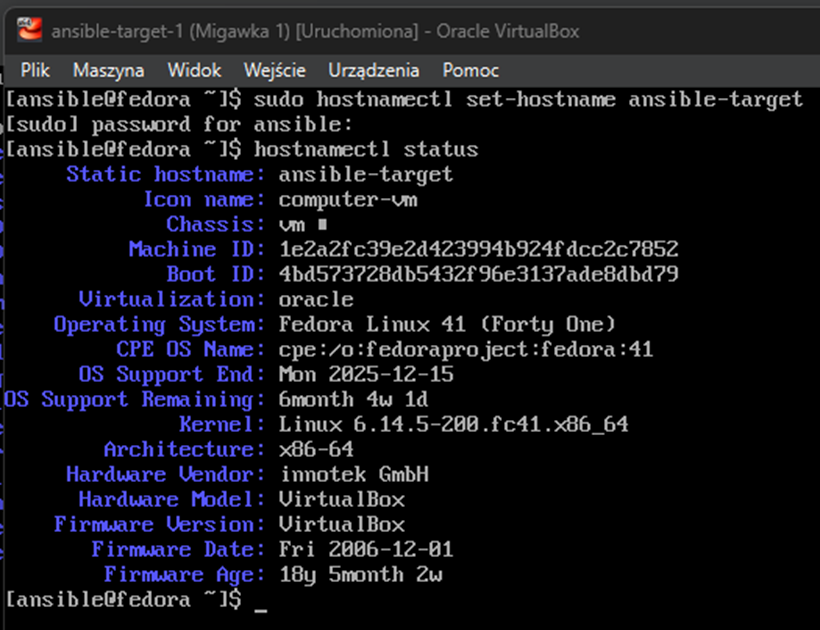 ansible-target-1 (Migawka 1) [Uruchomiona] - Oracle VirtualBox
Plik Maszyna Widok Wejście Urządzenia Pomoc
[ansible@fedora ~]$ sudo hostnamectl set-hostname ansible-target
[sudo] password for ansible:
[ansible@fedora ~]$ hostnamectl status
Static hostname: ansible-target
Icon name: computer-vm
Chassis: vm
Machine ID: 1e2a2fc39e2d423994b924fdcc2c7852
Boot ID: 4bd573728db5432f96e3137ade8dbd79
Virtualization: oracle
Operating System: Fedora Linux 41 (Forty One)
CPE OS Name: cpe:/o:fedoraproject:fedora:41
OS Support End: Mon 2025-12-15
OS Support Remaining: 6month 4w 1d
Kernel: Linux 6.14.5-200.fc41.x86_64
Architecture: x86-64
Hardware Vendor: innotek GmbH
Hardware Model: VirtualBox
Firmware Version: VirtualBox
Firmware Date: Fri 2006-12-01
Firmware Age: 18y 5month 2w
[ansible@fedora ~]$ _